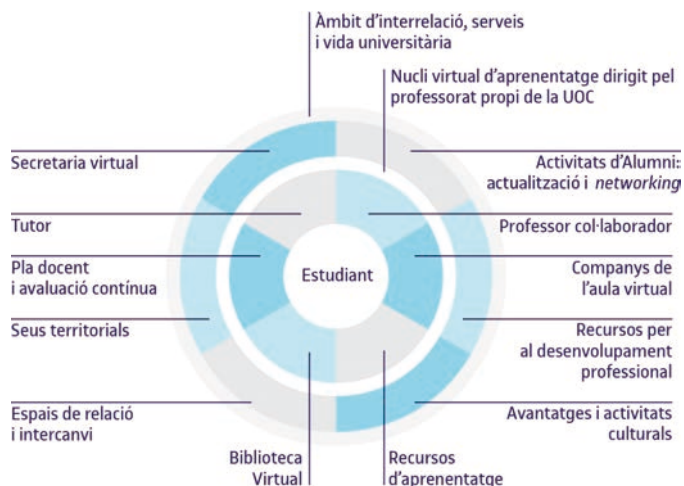 Àmbit d'interrelació, serveis
i vida universitària
Nucli virtual d'aprenentatge dirigit pel
professorat propi de la UOC
Secretaria virtual
Activitats d'Alumni:
actualització i networking
Tutor
Professor col·laborador
Pla docent
i avaluació contínua
Estudiant
Companys de
l'aula virtual
Seus territorials
Recursos per
al desenvolupament
professional
Espais de relació
i intercanvi
Avantatges i activitats
culturals
Biblioteca
Virtual
Recursos
d'aprenentatge